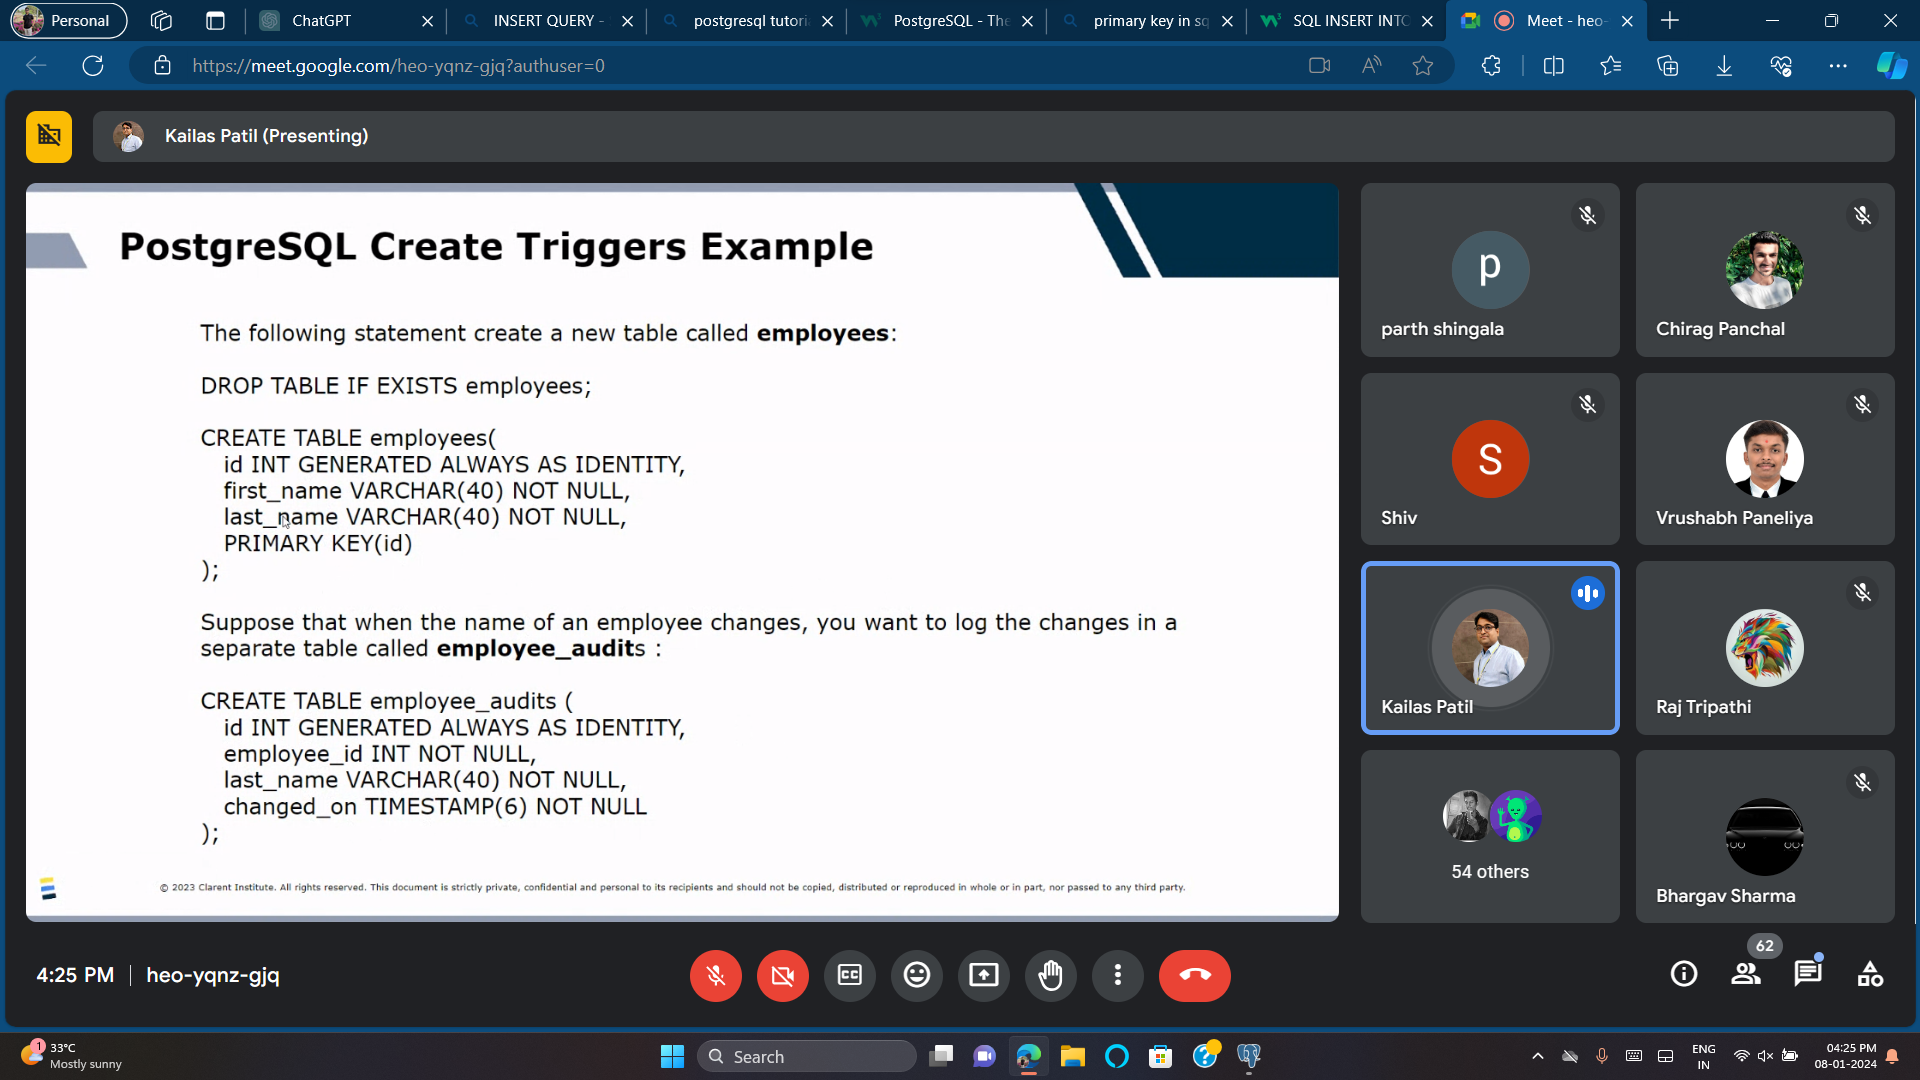 Personal
ChatGPT
INSERT QUERY -
postgresql tutori
PostgreSQL - The
primary key in sq
SQL INSERT INTO
Meet - heo-
https://meet.google.com/heo-yqnz-gjq?authuser=0
Kailas Patil (Presenting)
PostgreSQL Create Triggers Example
The following statement create a new table called employees:
DROP TABLE IF EXISTS employees;
CREATE TABLE employees(
id INT GENERATED ALWAYS AS IDENTITY,
first_name VARCHAR(40) NOT NULL,
last_name VARCHAR(40) NOT NULL,
PRIMARY KEY(id)
);
Suppose that when the name of an employee changes, you want to log the changes in a
separate table called employee_audits :
CREATE TABLE employee_audits (
id INT GENERATED ALWAYS AS IDENTITY,
employee_id INT NOT NULL,
last_name VARCHAR(40) NOT NULL,
changed_on TIMESTAMP(6) NOT NULL
);
© 2023 Clarent Institute. All rights reserved. This document is strictly private, confidential and personal to its recipients and should not be copied, distributed or reproduced in whole or in part, nor passed to any third party.
p
parth shingala
Chirag Panchal
S
Shiv
Vrushabh Paneliya
Kailas Patil
Raj Tripathi
54 others
Bhargav Sharma
4:25 PM
heo-yqnz-gjq
CC
62
1
33°C
Mostly sunny
Search
ENG
IN
04:25 PM
08-01-2024